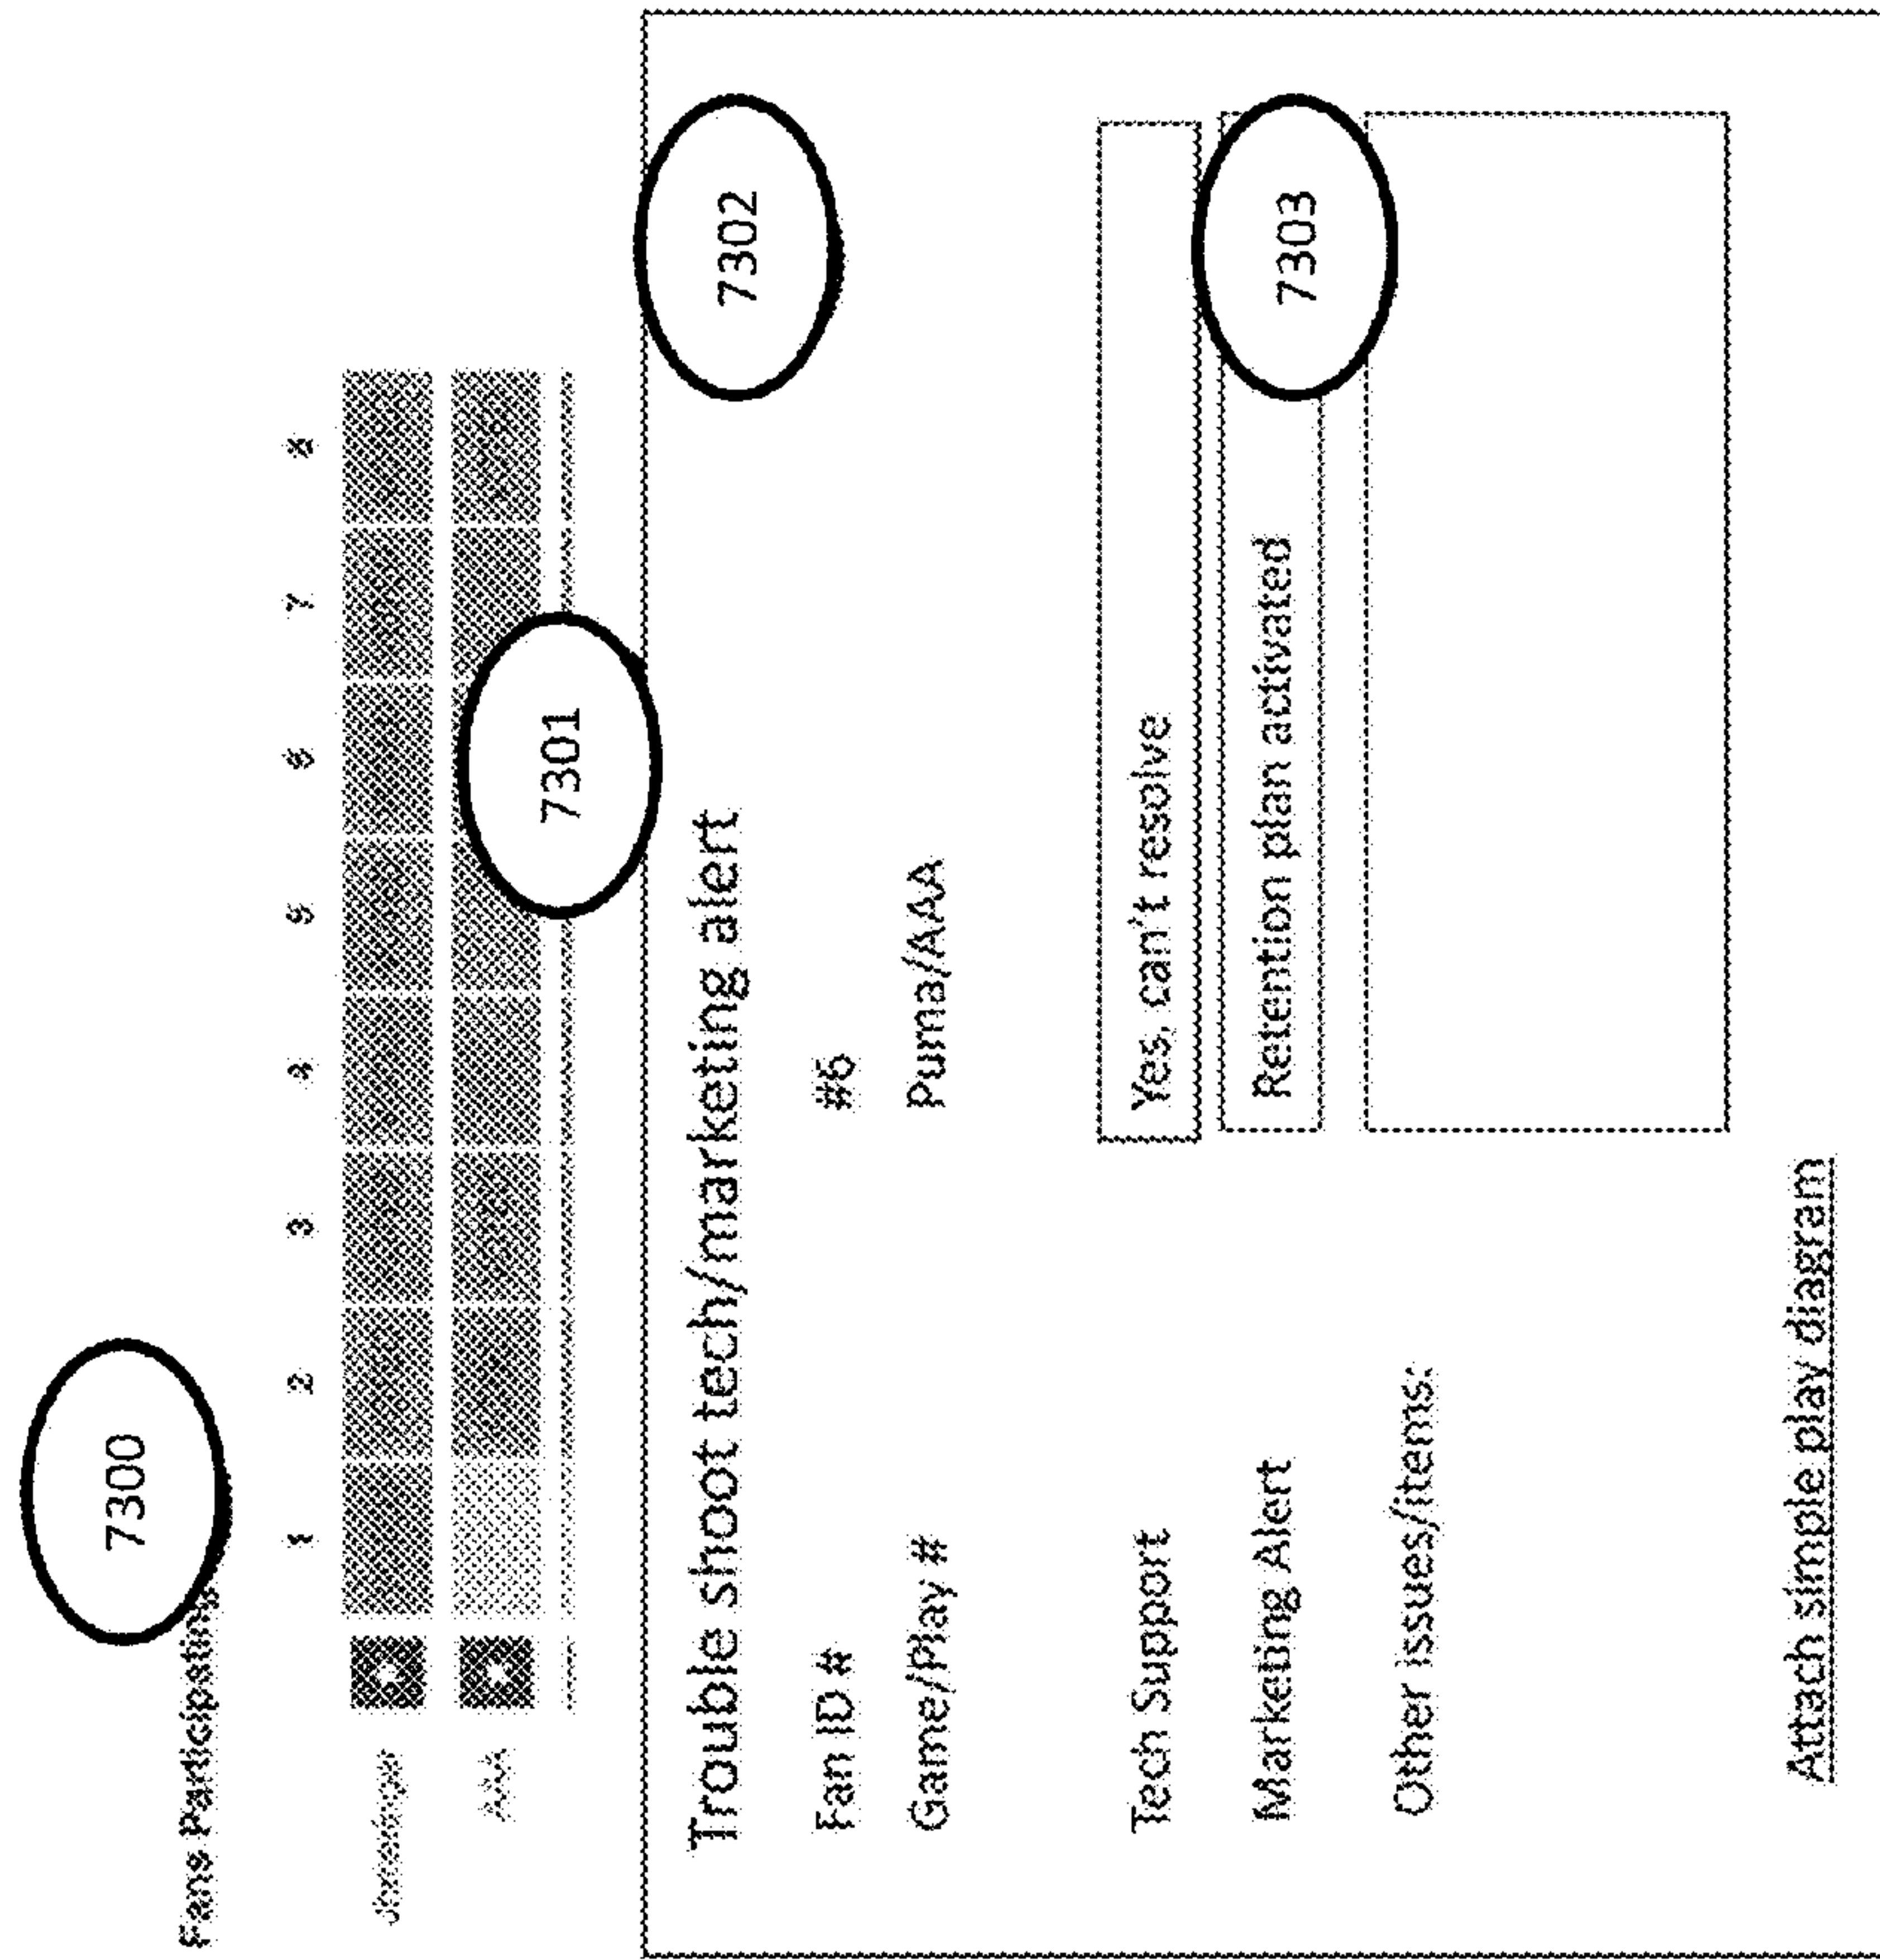 7300
Fans Participating
1 2 3 4 5 6 7 8
AAA
7301
7302
Trouble shoot tech/marketing alert
Fan ID # #6
Game/Play # Puma/AAA
Tech Support Yes, can't resolve
7303
Marketing Alert Retention plan activated
Other issues/items:
Attach simple play diagram